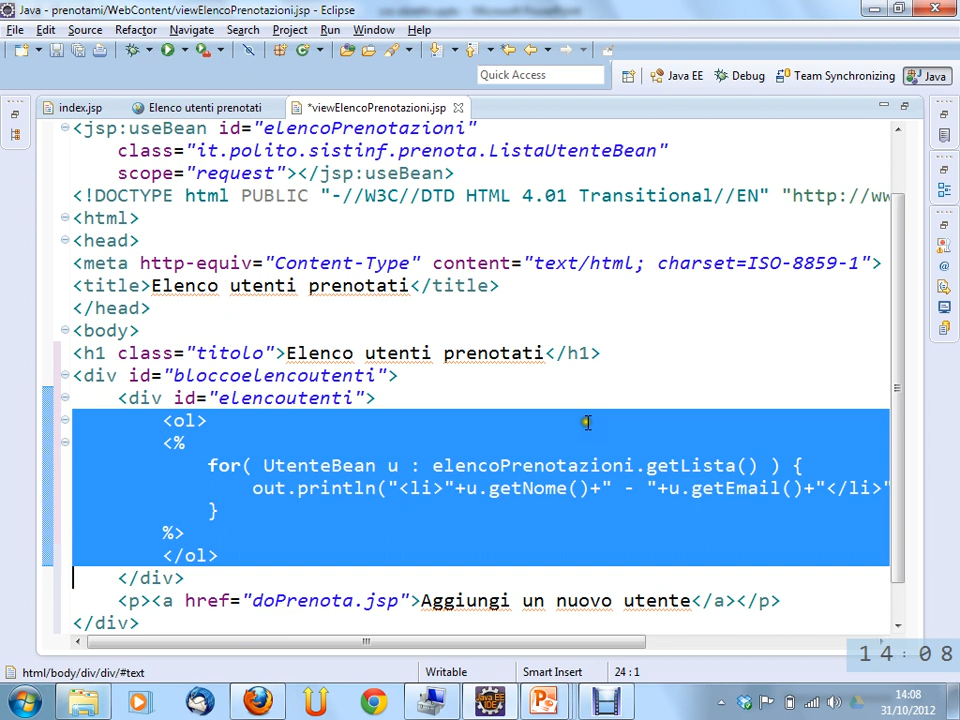 Java - prenotami/WebContent/viewElencoPrenotazioni.jsp - Eclipse
File Edit Source Refactor Navigate Search Project Run Window Help
Quick Access
Java EE Debug Team Synchronizing Java
index.jsp Elenco utenti prenotati *viewElencoPrenotazioni.jsp
<jsp:useBean id="elencoPrenotazioni"
class="it.polito.sistinf.prenota.ListaUtenteBean"
scope="request"></jsp:useBean>
<!DOCTYPE html PUBLIC "-//W3C//DTD HTML 4.01 Transitional//EN" "http://ww
<html>
<head>
<meta http-equiv="Content-Type" content="text/html; charset=ISO-8859-1">
<title>Elenco utenti prenotati</title>
</head>
<body>
<h1 class="titolo">Elenco utenti prenotati</h1>
<div id="bloccoelencoutenti">
<div id="elencoutenti">
<ol>
<%
for( UtenteBean u : elencoPrenotazioni.getLista() ) {
out.println("<li>"+u.getNome()+" - "+u.getEmail()+"</li>"
}
%>
</ol>
</div>
<p><a href="doPrenota.jsp">Aggiungi un nuovo utente</a></p>
</div>
14:08
html/body/div/div/#text Writable Smart Insert 24 : 1
Java EE IDE
14:08
31/10/2012